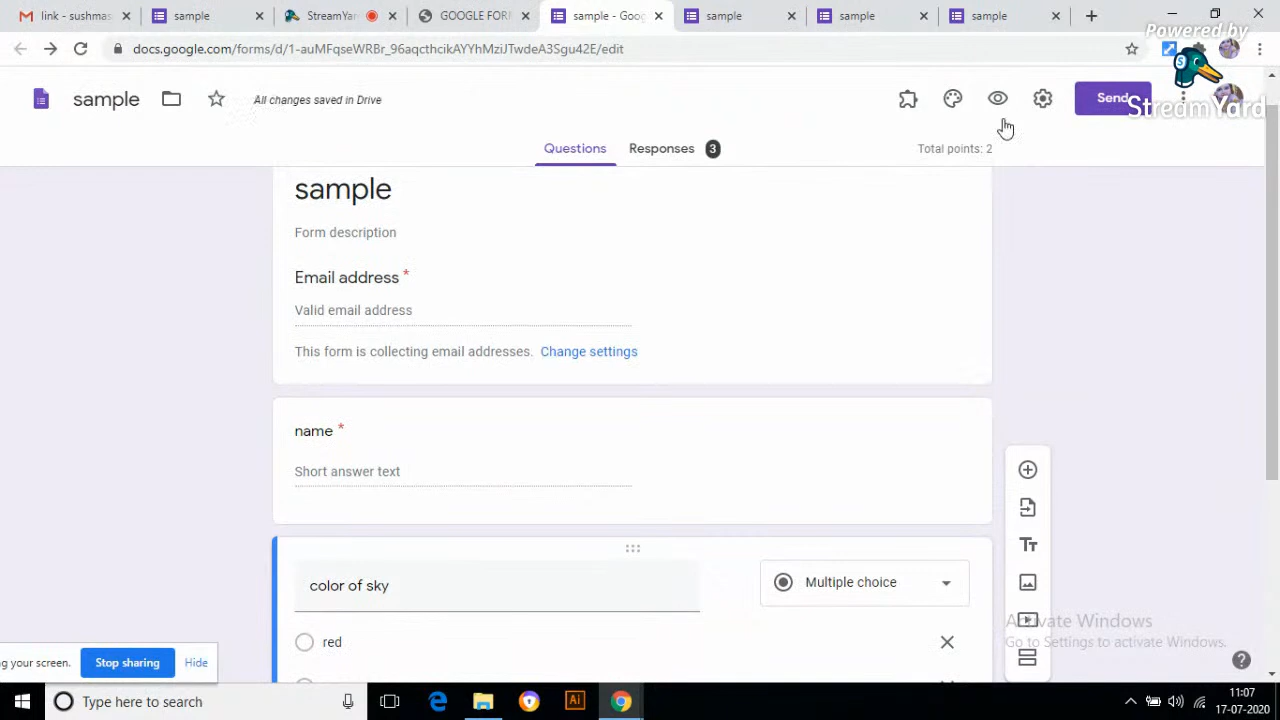 link - sushmas
sample
StreamYar
GOOGLE FOR
sample - Goo
sample
sample
sample
Powered by
docs.google.com/forms/d/1-auMFqseWRBr_96aqcthcikAYYhMziJTwdeA3Sgu42E/edit
sample
All changes saved in Drive
Send
StreamYard
Questions
Responses 3
Total points: 2
sample
Form description
Email address *
Valid email address
This form is collecting email addresses. Change settings
name *
Short answer text
color of sky
Multiple choice
red
Activate Windows
Go to Settings to activate Windows.
g your screen.
Stop sharing
Hide
Type here to search
11:07
17-07-2020